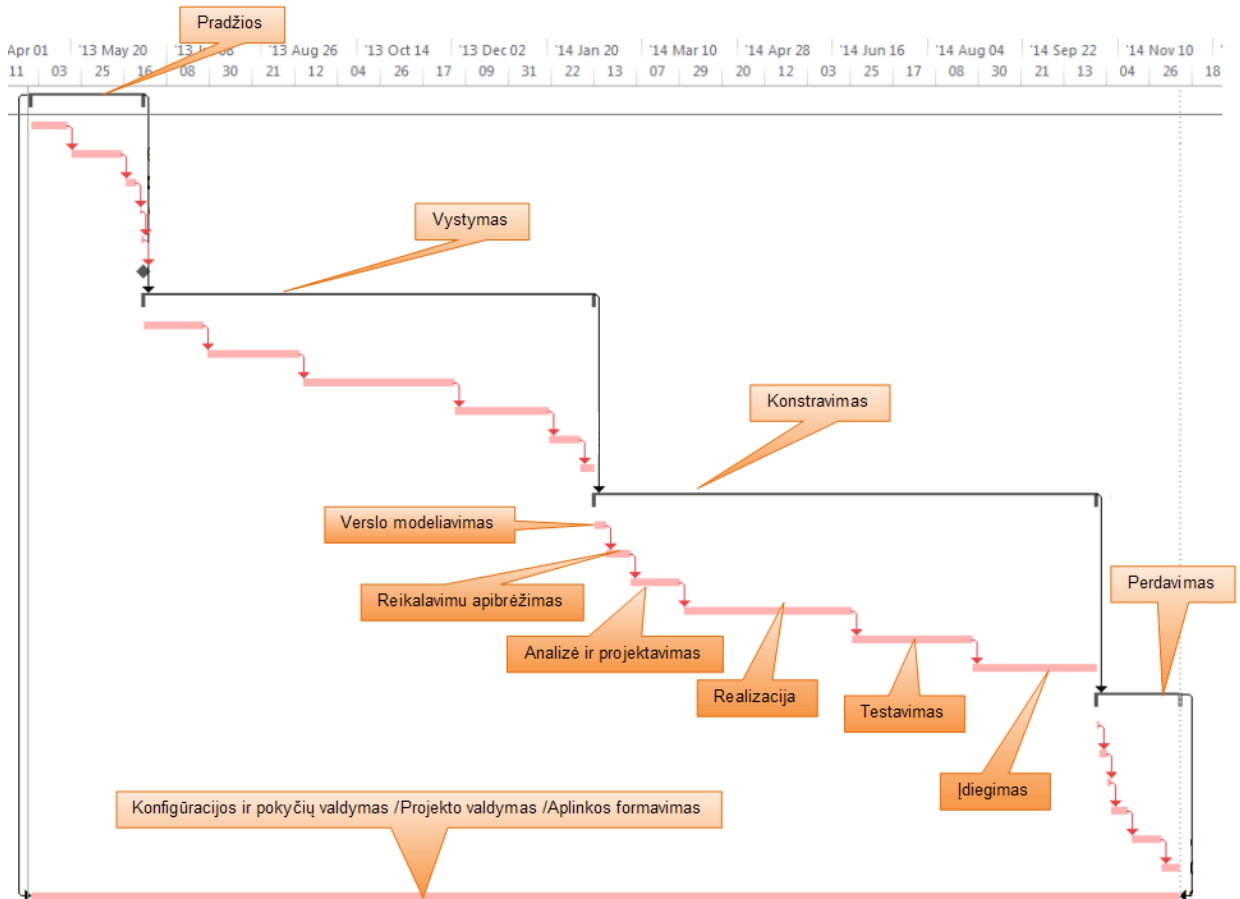 Pradžios
Apr 01 '13 May 20 '13 Aug 26 '13 Oct 14 '13 Dec 02 '14 Jan 20 '14 Mar 10 '14 Apr 28 '14 Jun 16 '14 Aug 04 '14 Sep 22 '14 Nov 10
11 03 25 16 08 30 21 12 04 26 17 09 31 22 13 07 29 20 12 03 25 17 08 30 21 13 04 26 18
Vystymas
Konstravimas
Verslo modeliavimas
Reikalavimu apibrėžimas
Perdavimas
Analizė ir projektavimas
Realizacija
Testavimas
Įdiegimas
Konfigūracijos ir pokyčių valdymas /Projekto valdymas /Aplinkos formavimas